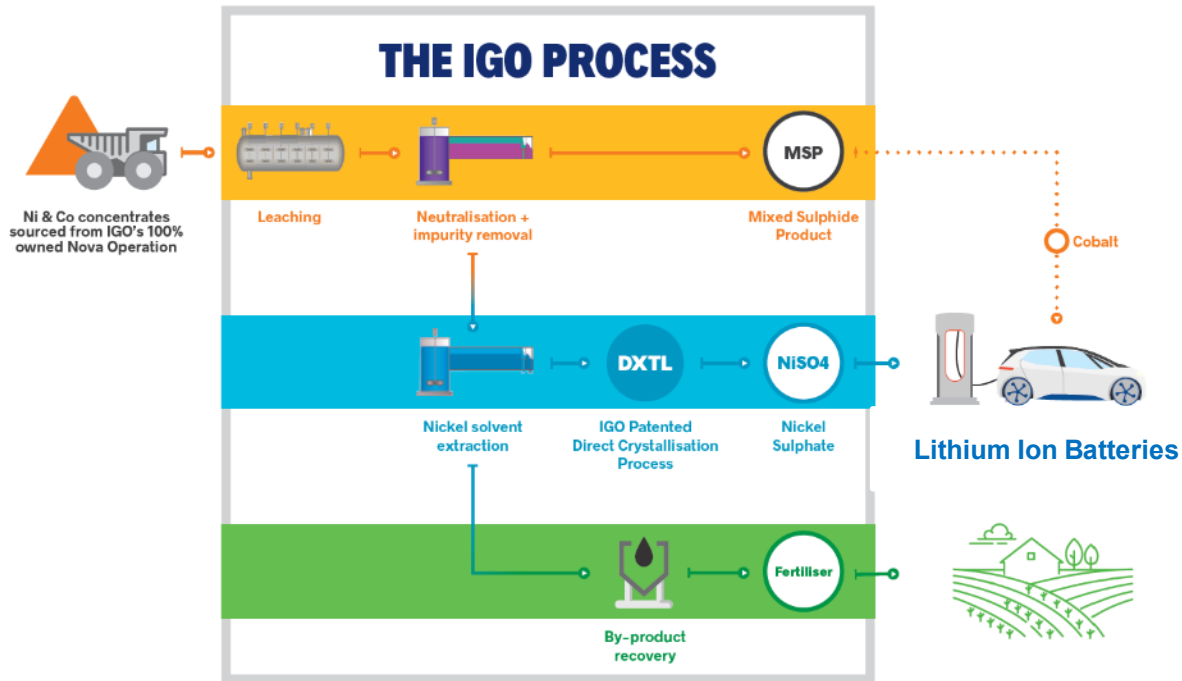 THE IGO PROCESS
Ni & Co concentrates
sourced from IGO's 100%
owned Nova Operation
Leaching
Neutralisation +
impurity removal
MSP
Mixed Sulphide
Product
Cobalt
Nickel solvent
extraction
DXTL
IGO Patented
Direct Crystallisation
Process
NiSO4
Nickel
Sulphate
Lithium Ion Batteries
By-product
recovery
Fertiliser